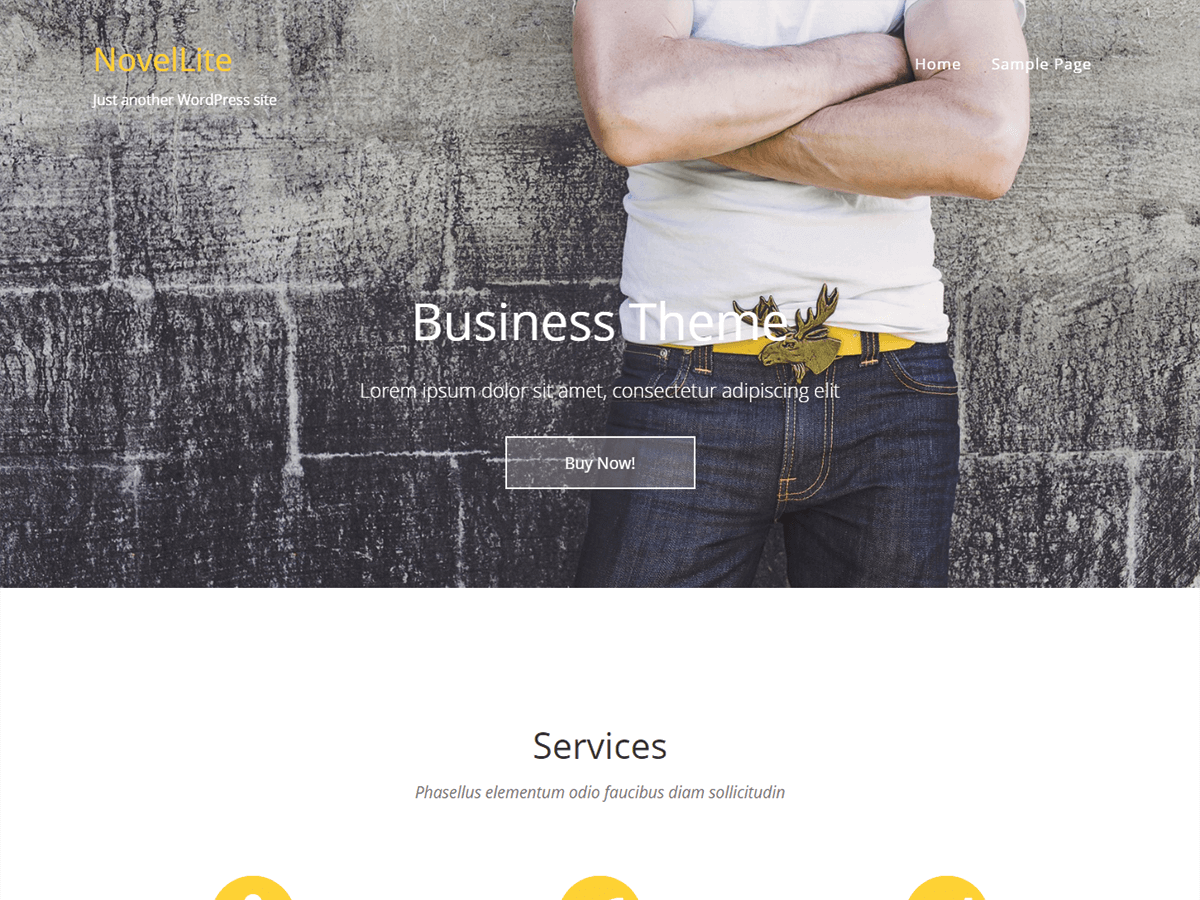 NovelLite
Just another WordPress site
Home Sample Page
Business Theme
Lorem ipsum dolor sit amet, consectetur adipiscing elit
Buy Now!
Services
Phasellus elementum odio faucibus diam sollicitudin